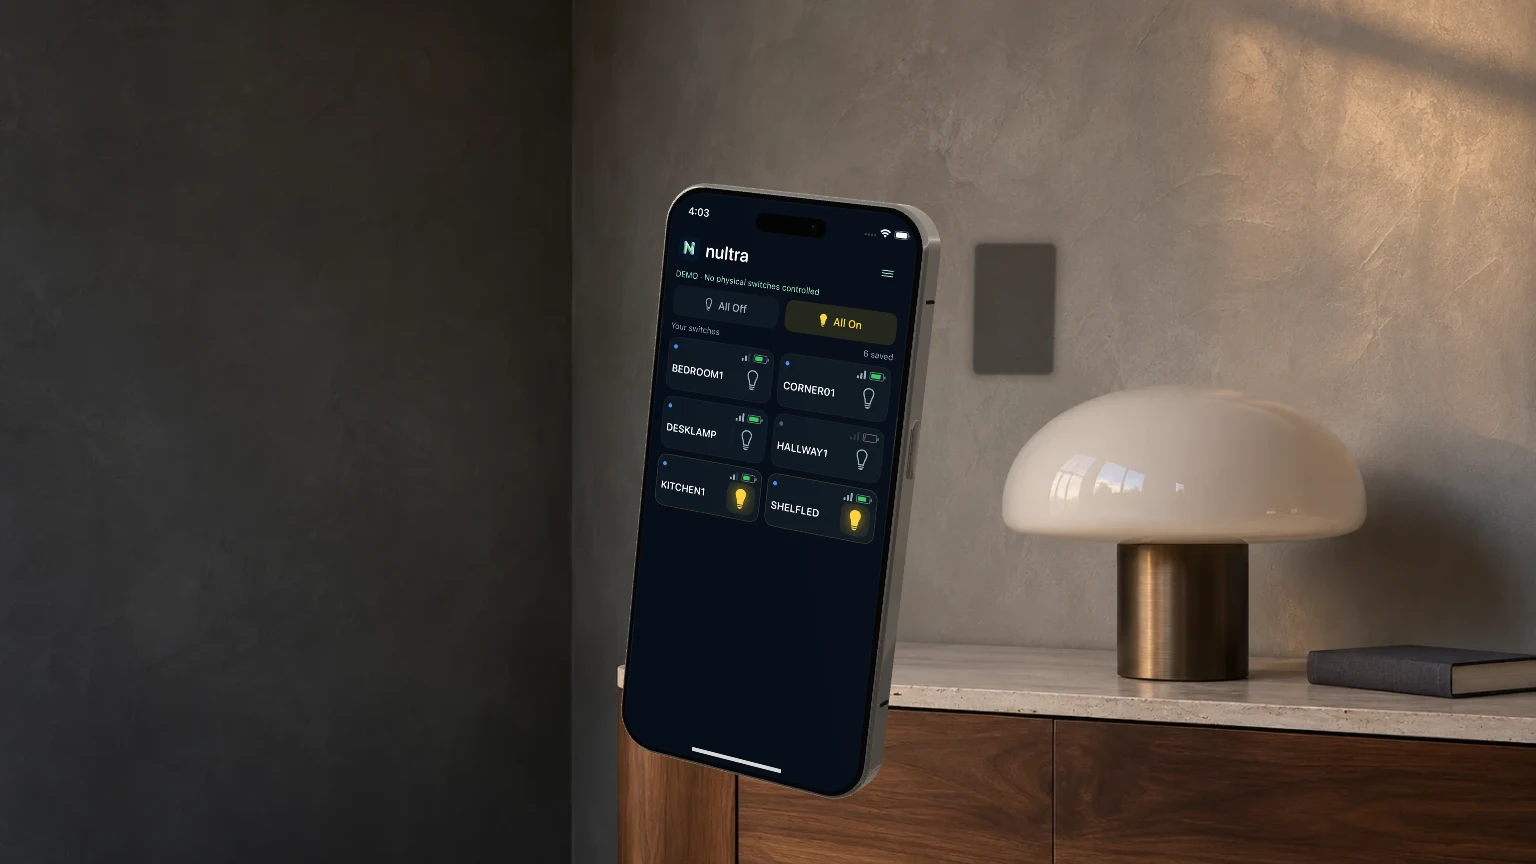 4:03
nultra
DEMO · No physical switches controlled
All Off
All On
Your switches
6 saved
BEDROOM1
CORNER01
DESKLAMP
HALLWAY1
KITCHEN1
SHELFLED